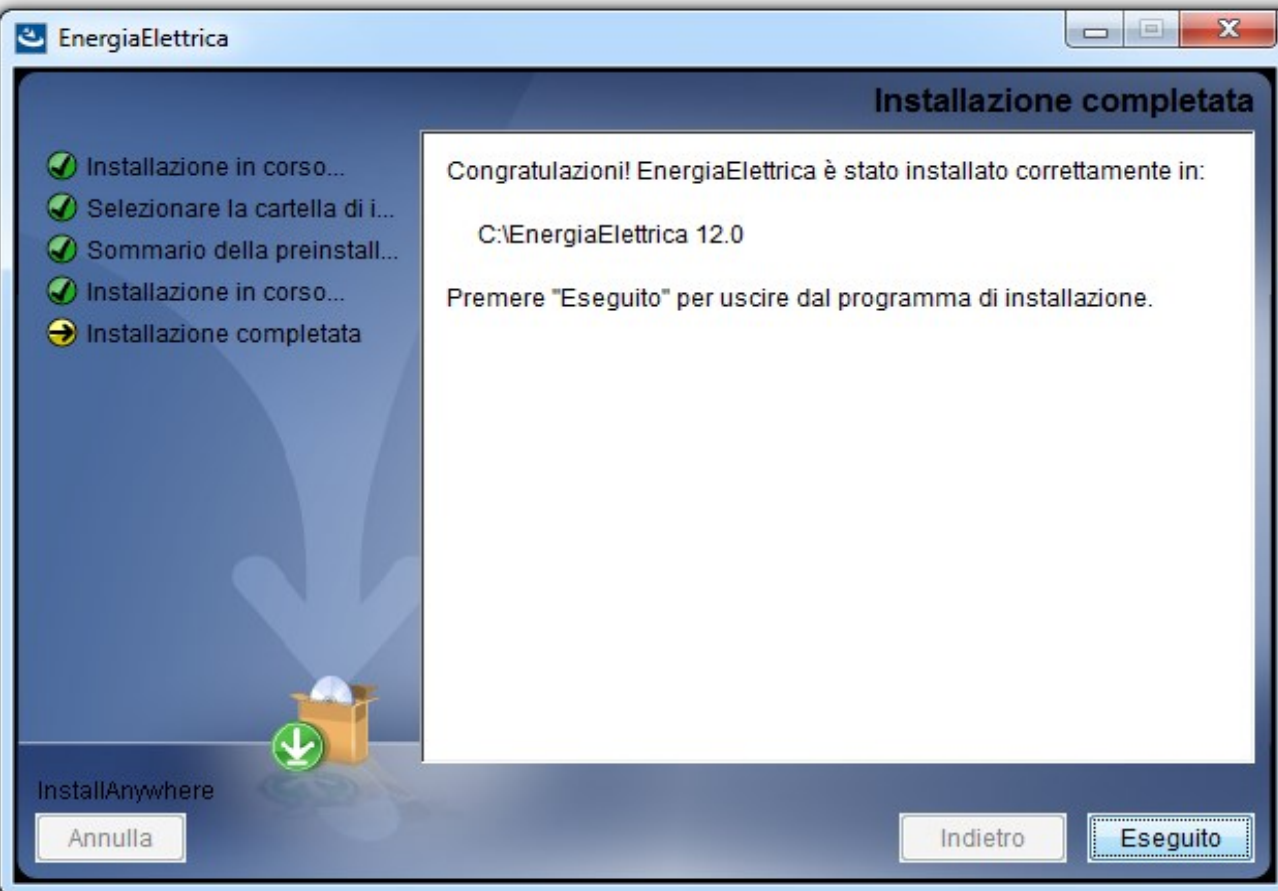 EnergiaElettrica
Installazione completata
Installazione in corso...
Selezionare la cartella di i...
Sommario della preinstall...
Installazione in corso...
Installazione completata
Congratulazioni! EnergiaElettrica è stato installato correttamente in:
C:\EnergiaElettrica 12.0
Premere "Eseguito" per uscire dal programma di installazione.
InstallAnywhere
Annulla
Indietro
Eseguito